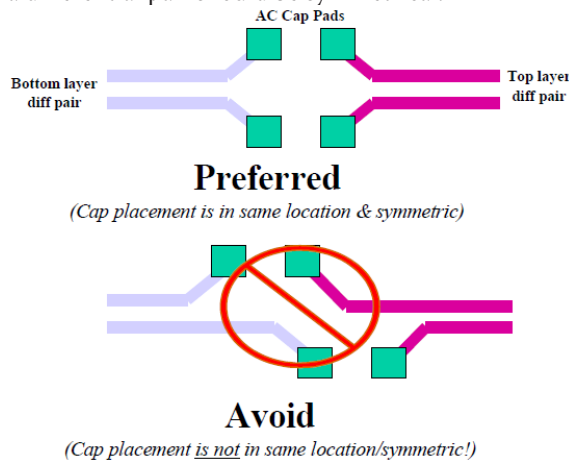 AC Cap Pads
Bottom layer
diff pair
Top layer
diff pair
Preferred
(Cap placement is in same location & symmetric)
Avoid
(Cap placement is not in same location/symmetric!)